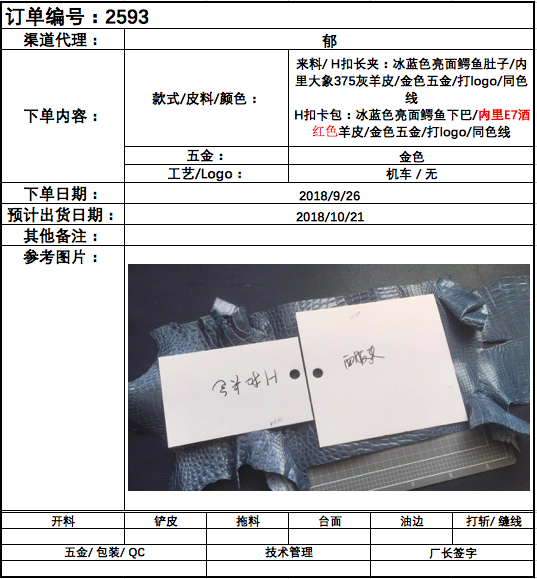 订单编号：2593
渠道代理：
郁
下单内容：
款式/皮料/颜色：
来料/ H扣长夹：冰蓝色亮面鳄鱼肚子/内
里大象375灰羊皮/金色五金/打logo/同色
线
H扣卡包：冰蓝色亮面鳄鱼下巴/内里E7酒
红色羊皮/金色五金/打logo/同色线
五金：
金色
工艺/Logo：
机车 / 无
下单日期：
2018/9/26
预计出货日期：
2018/10/21
其他备注：
参考图片：
H扣卡包
开料
铲皮
拖料
台面
油边
打斩/ 缝线
五金/ 包装/ QC
技术管理
厂长签字